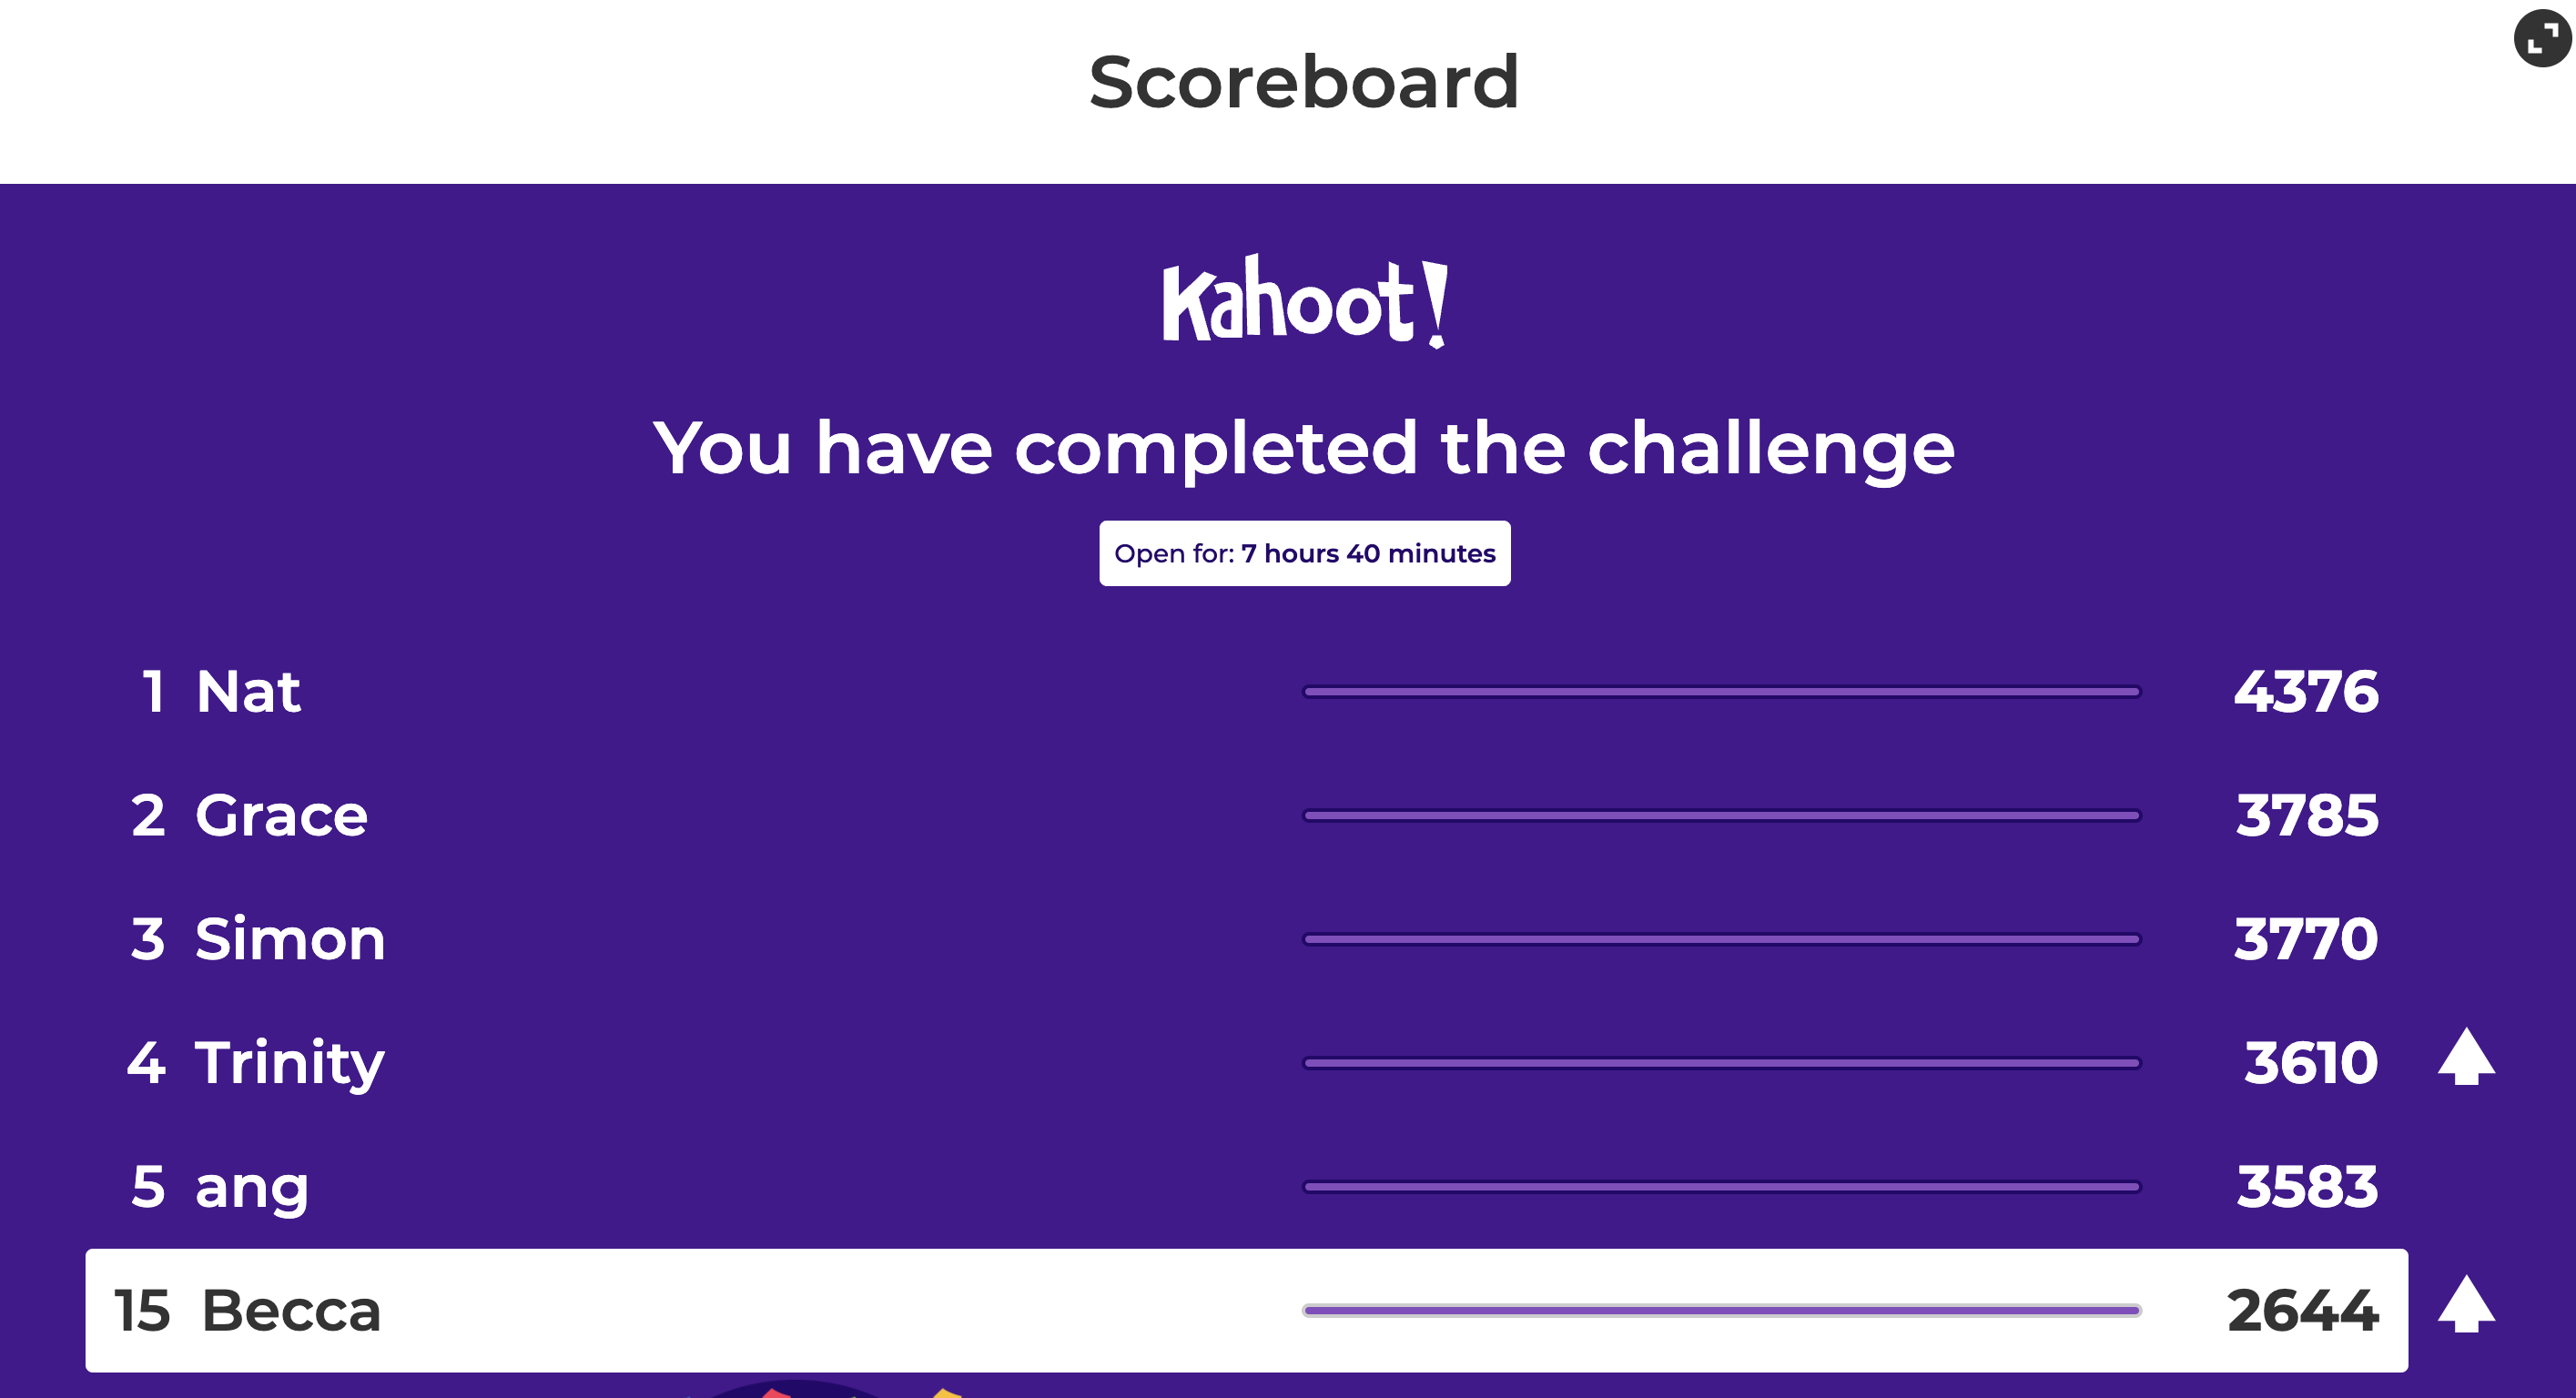 Scoreboard
Kahoot!
You have completed the challenge
Open for: 7 hours 40 minutes
1 Nat 4376
2 Grace 3785
3 Simon 3770
4 Trinity 3610
5 ang 3583
15 Becca 2644